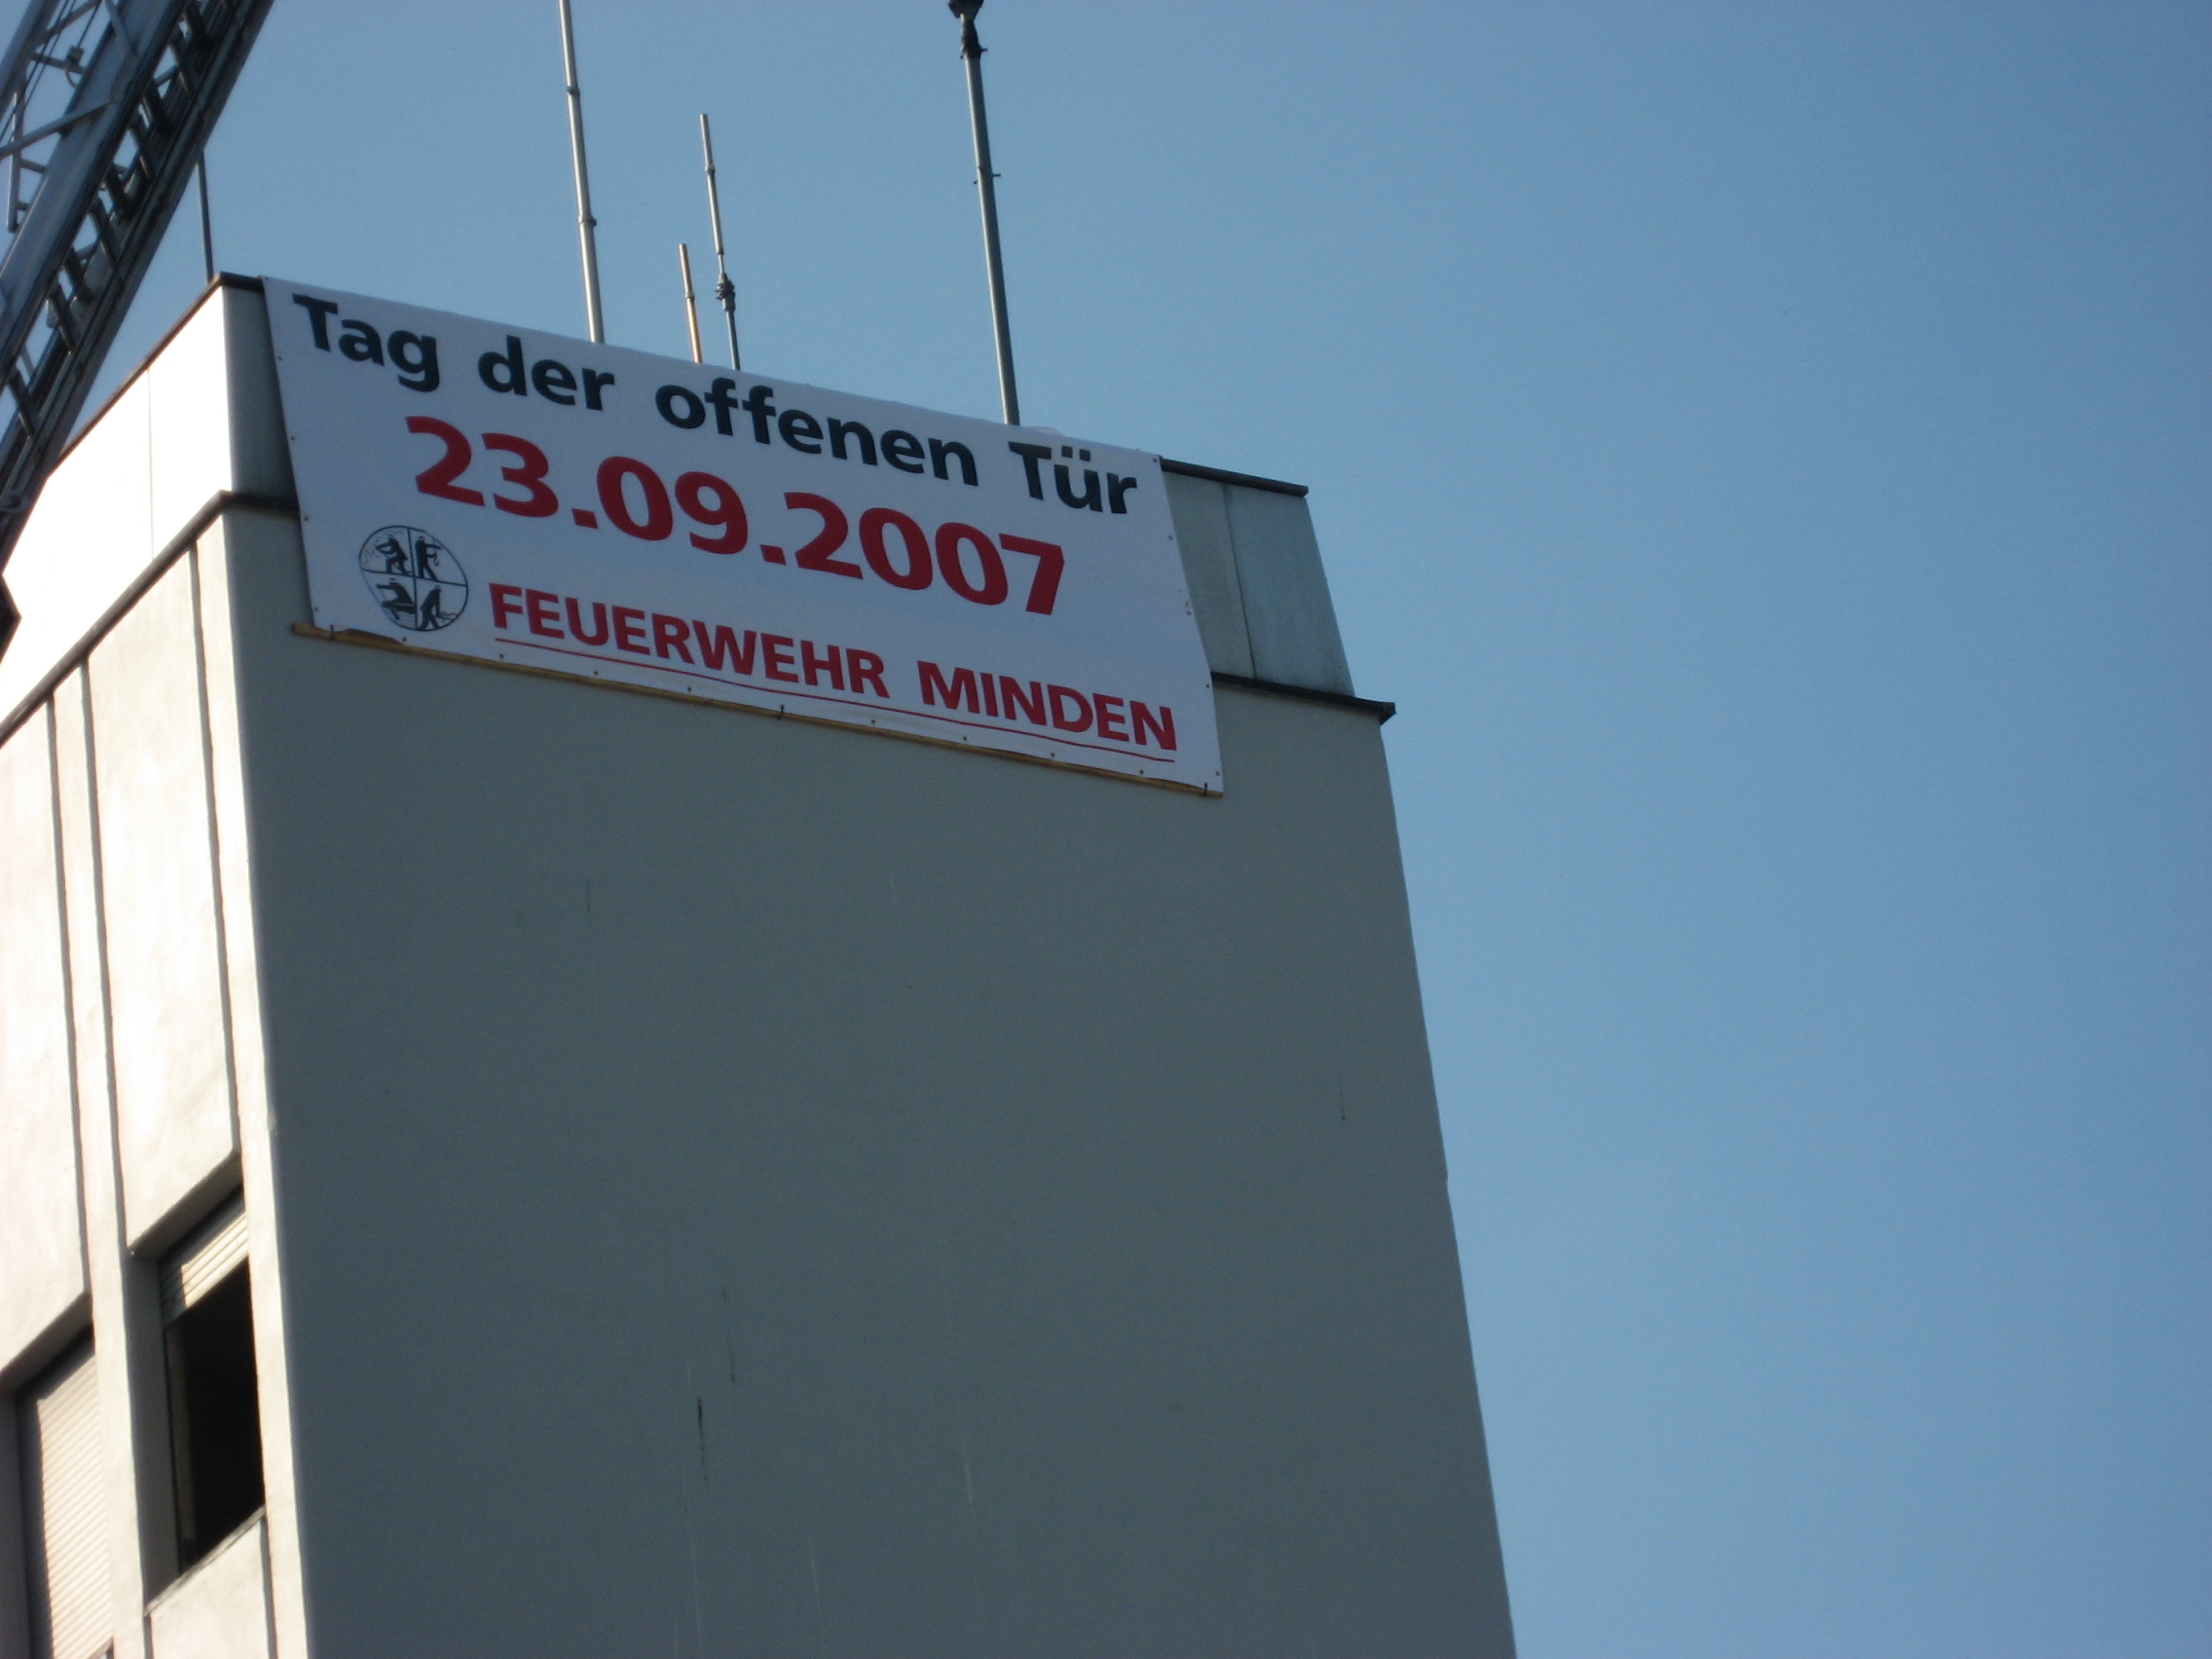 Tag der offenen Tür
23.09.2007
FEUERWEHR MINDEN